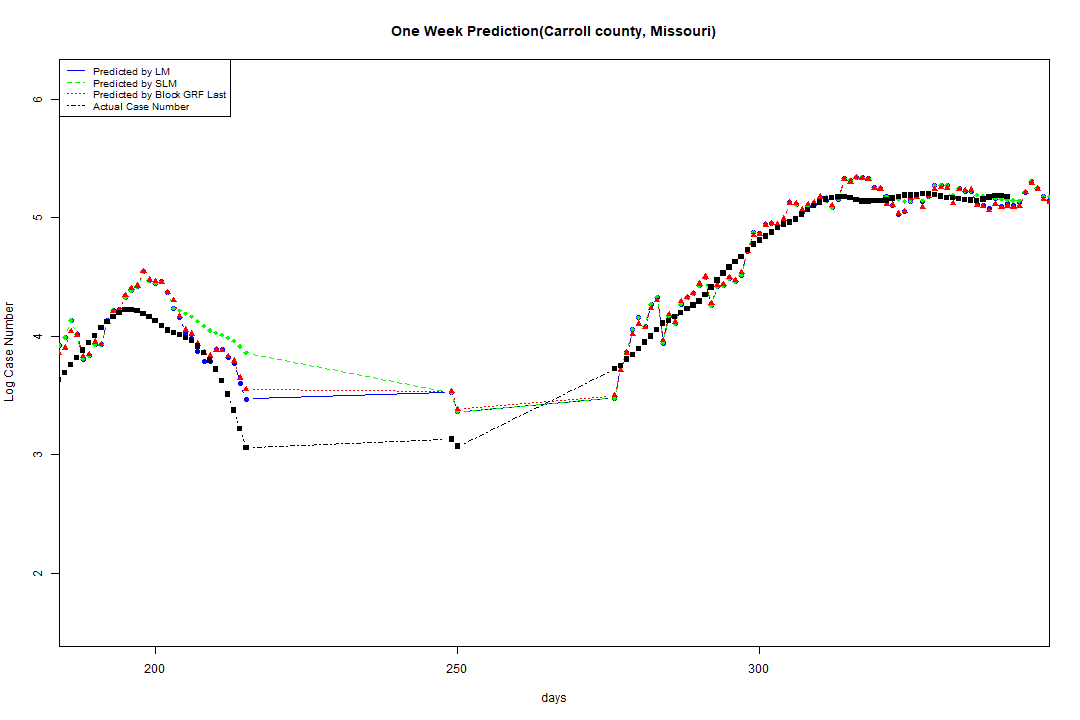 One Week Prediction(Carroll county, Missouri)
Predicted by LM
Predicted by SLM
Predicted by Block GRF Last
Actual Case Number
Log Case Number
6
5
4
3
2
200
250
300
days